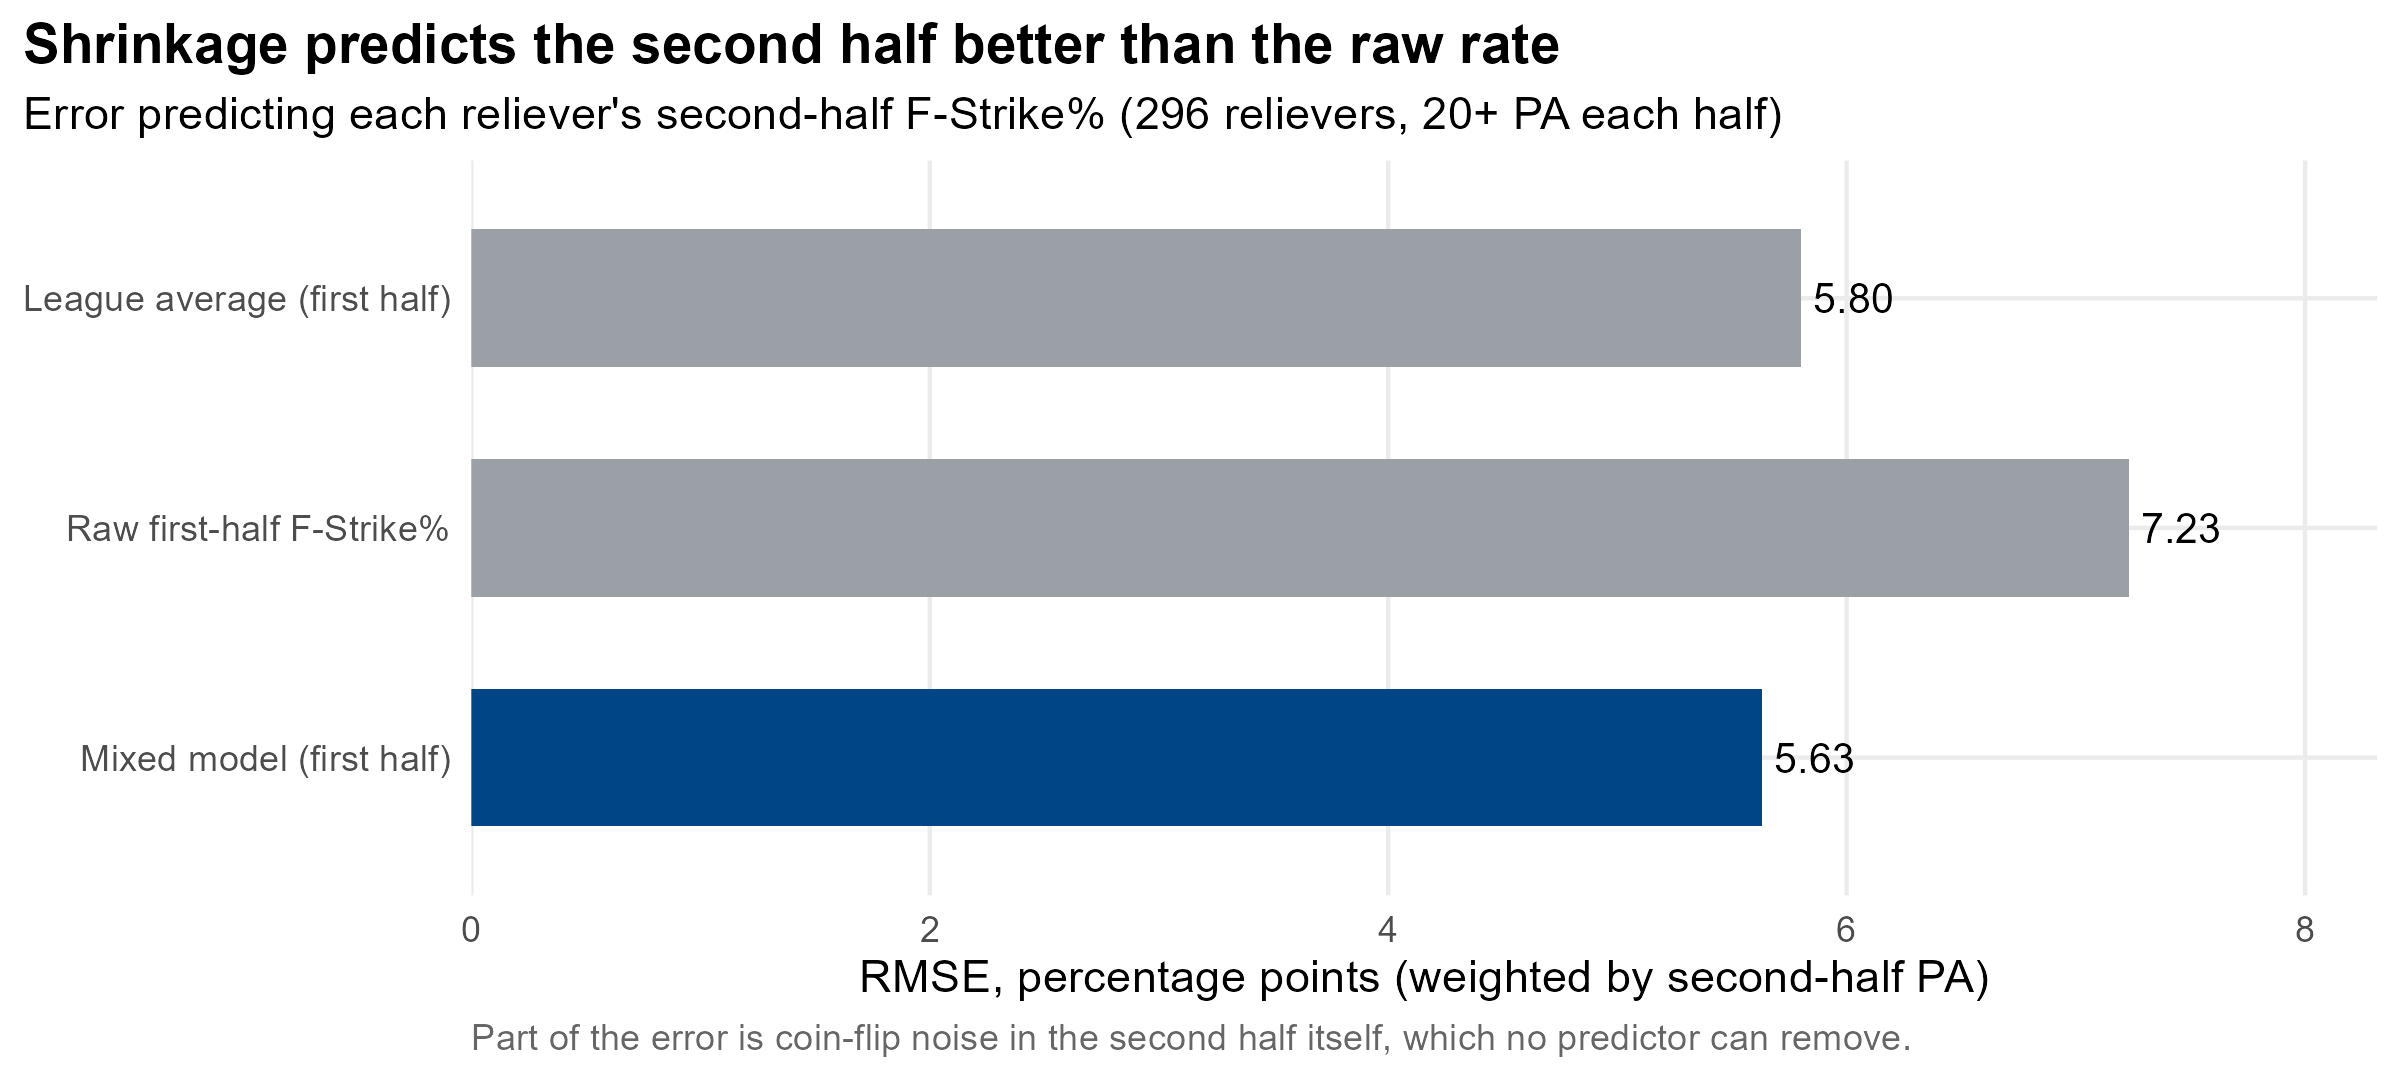 Shrinkage predicts the second half better than the raw rate
Error predicting each reliever's second-half F-Strike% (296 relievers, 20+ PA each half)
League average (first half)
5.80
Raw first-half F-Strike%
7.23
Mixed model (first half)
5.63
0 2 4 6 8
RMSE, percentage points (weighted by second-half PA)
Part of the error is coin-flip noise in the second half itself, which no predictor can remove.